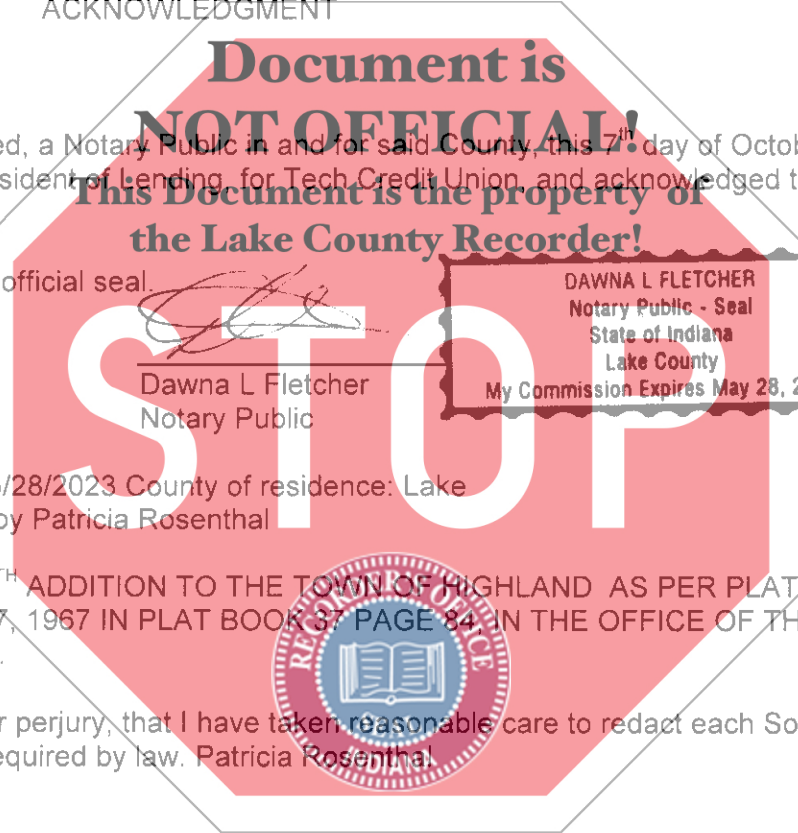 ACKNOWLEDGMENT
Document is
NOT OFFICIAL!
ed, a Notary Public in and for said County, this 7th day of Octob
sident of Lending, for Tech Credit Union, and acknowledged t
This Document is the property of
the Lake County Recorder!
official seal.
DAWNA L FLETCHER
Notary Public - Seal
State of Indiana
Lake County
My Commission Expires May 28, 2
Dawna L Fletcher
Notary Public
STOP
/28/2023 County of residence: Lake
by Patricia Rosenthal
TH ADDITION TO THE TOWN OF HIGHLAND AS PER PLAT
7, 1967 IN PLAT BOOK 37 PAGE 84, IN THE OFFICE OF TH
RECORDER OFFICE
INDIANA
r perjury, that I have taken reasonable care to redact each So
equired by law. Patricia Rosenthal